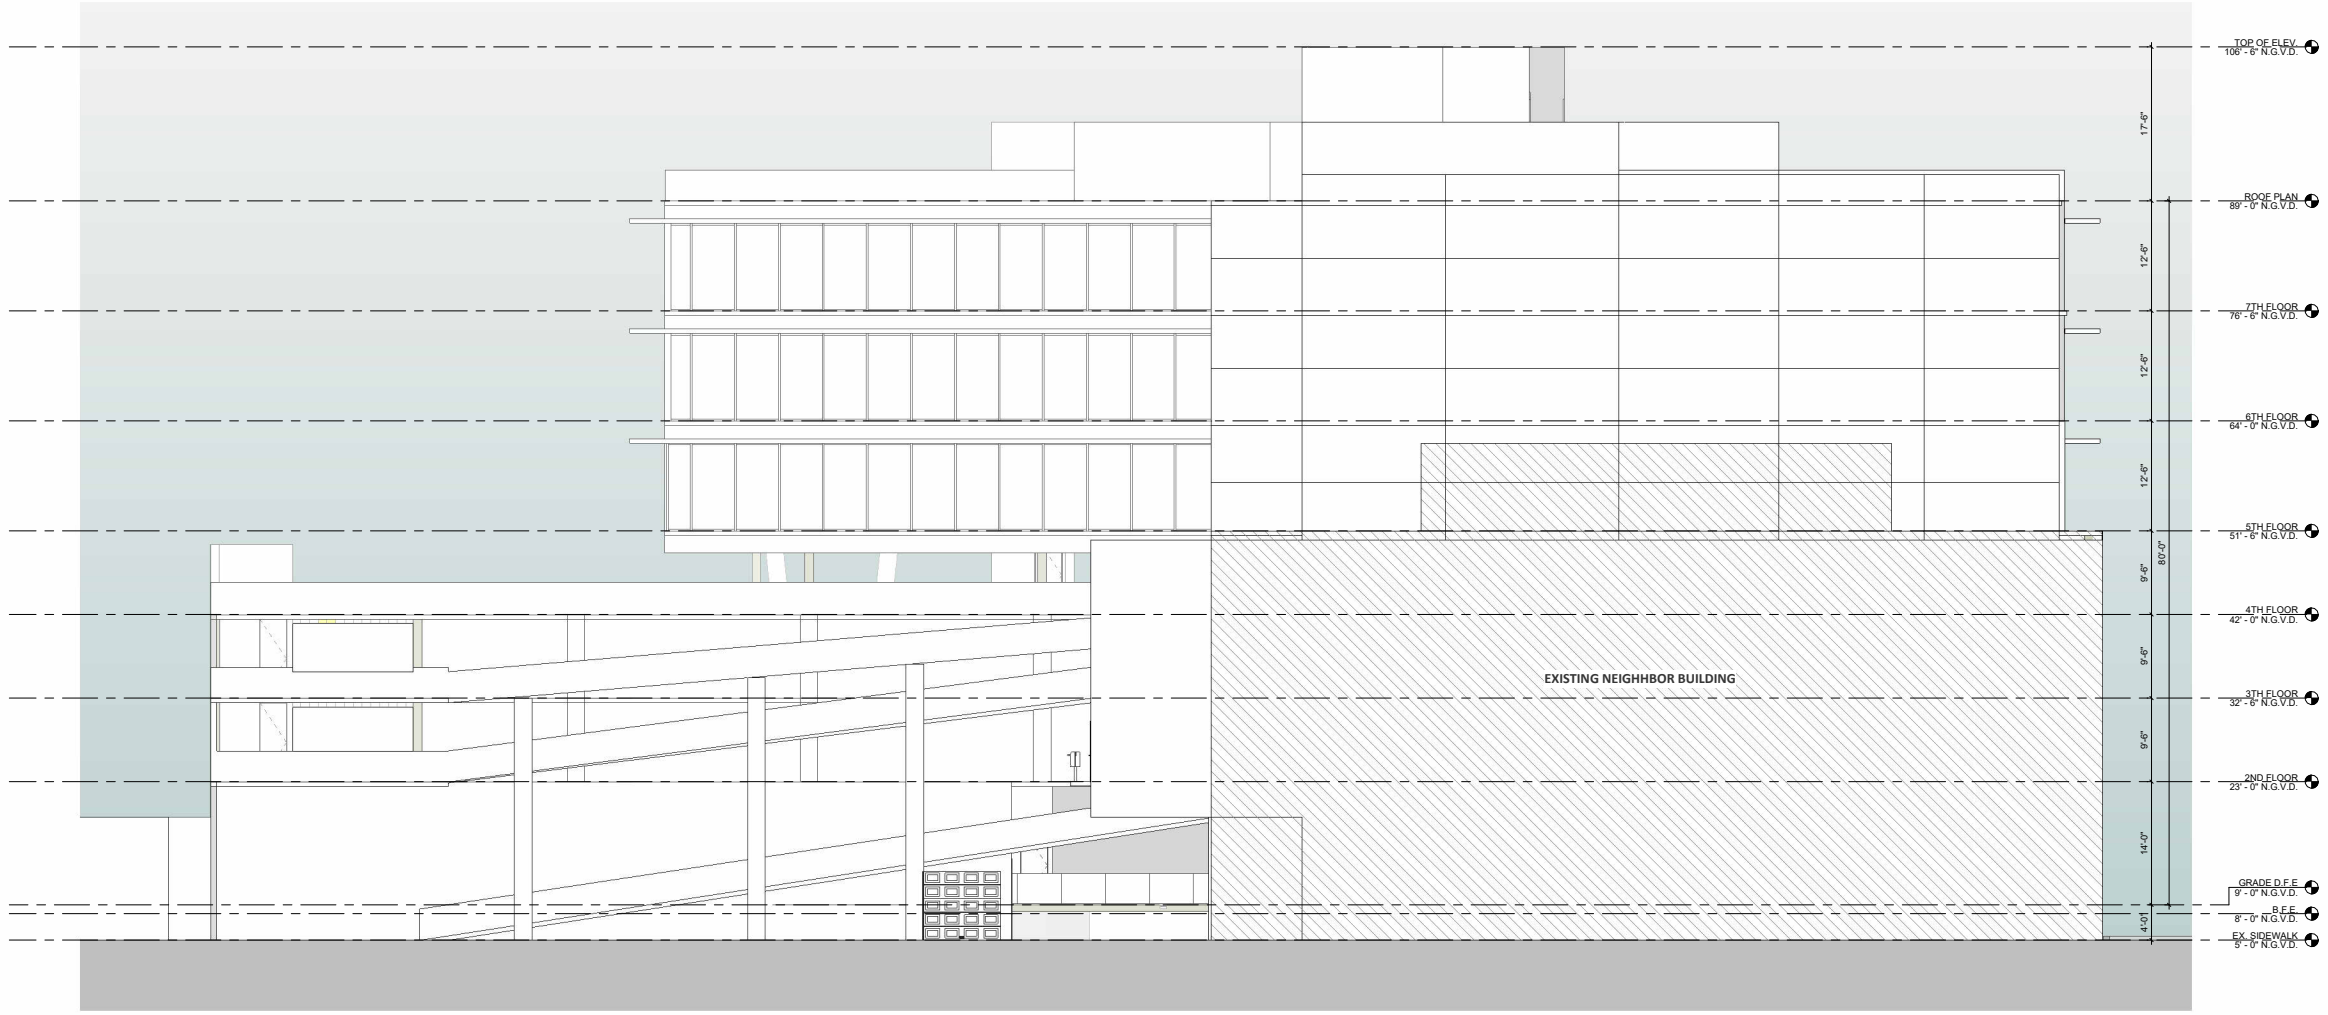 TOP OF ELEV.
106' - 6" N.G.V.D.
17'-6"
ROOF PLAN
89' - 0" N.G.V.D.
12'-6"
7TH FLOOR
76' - 6" N.G.V.D.
12'-6"
6TH FLOOR
64' - 0" N.G.V.D.
12'-6"
5TH FLOOR
51' - 6" N.G.V.D.
80'-0"
9'-6"
4TH FLOOR
42' - 0" N.G.V.D.
9'-6"
EXISTING NEIGHHBOR BUILDING
3TH FLOOR
32' - 6" N.G.V.D.
9'-6"
2ND FLOOR
23' - 0" N.G.V.D.
14'-0"
GRADE D.F.E
9' - 0" N.G.V.D.
B.F.E.
8' - 0" N.G.V.D.
4'-01
EX. SIDEWALK
5' - 0" N.G.V.D.